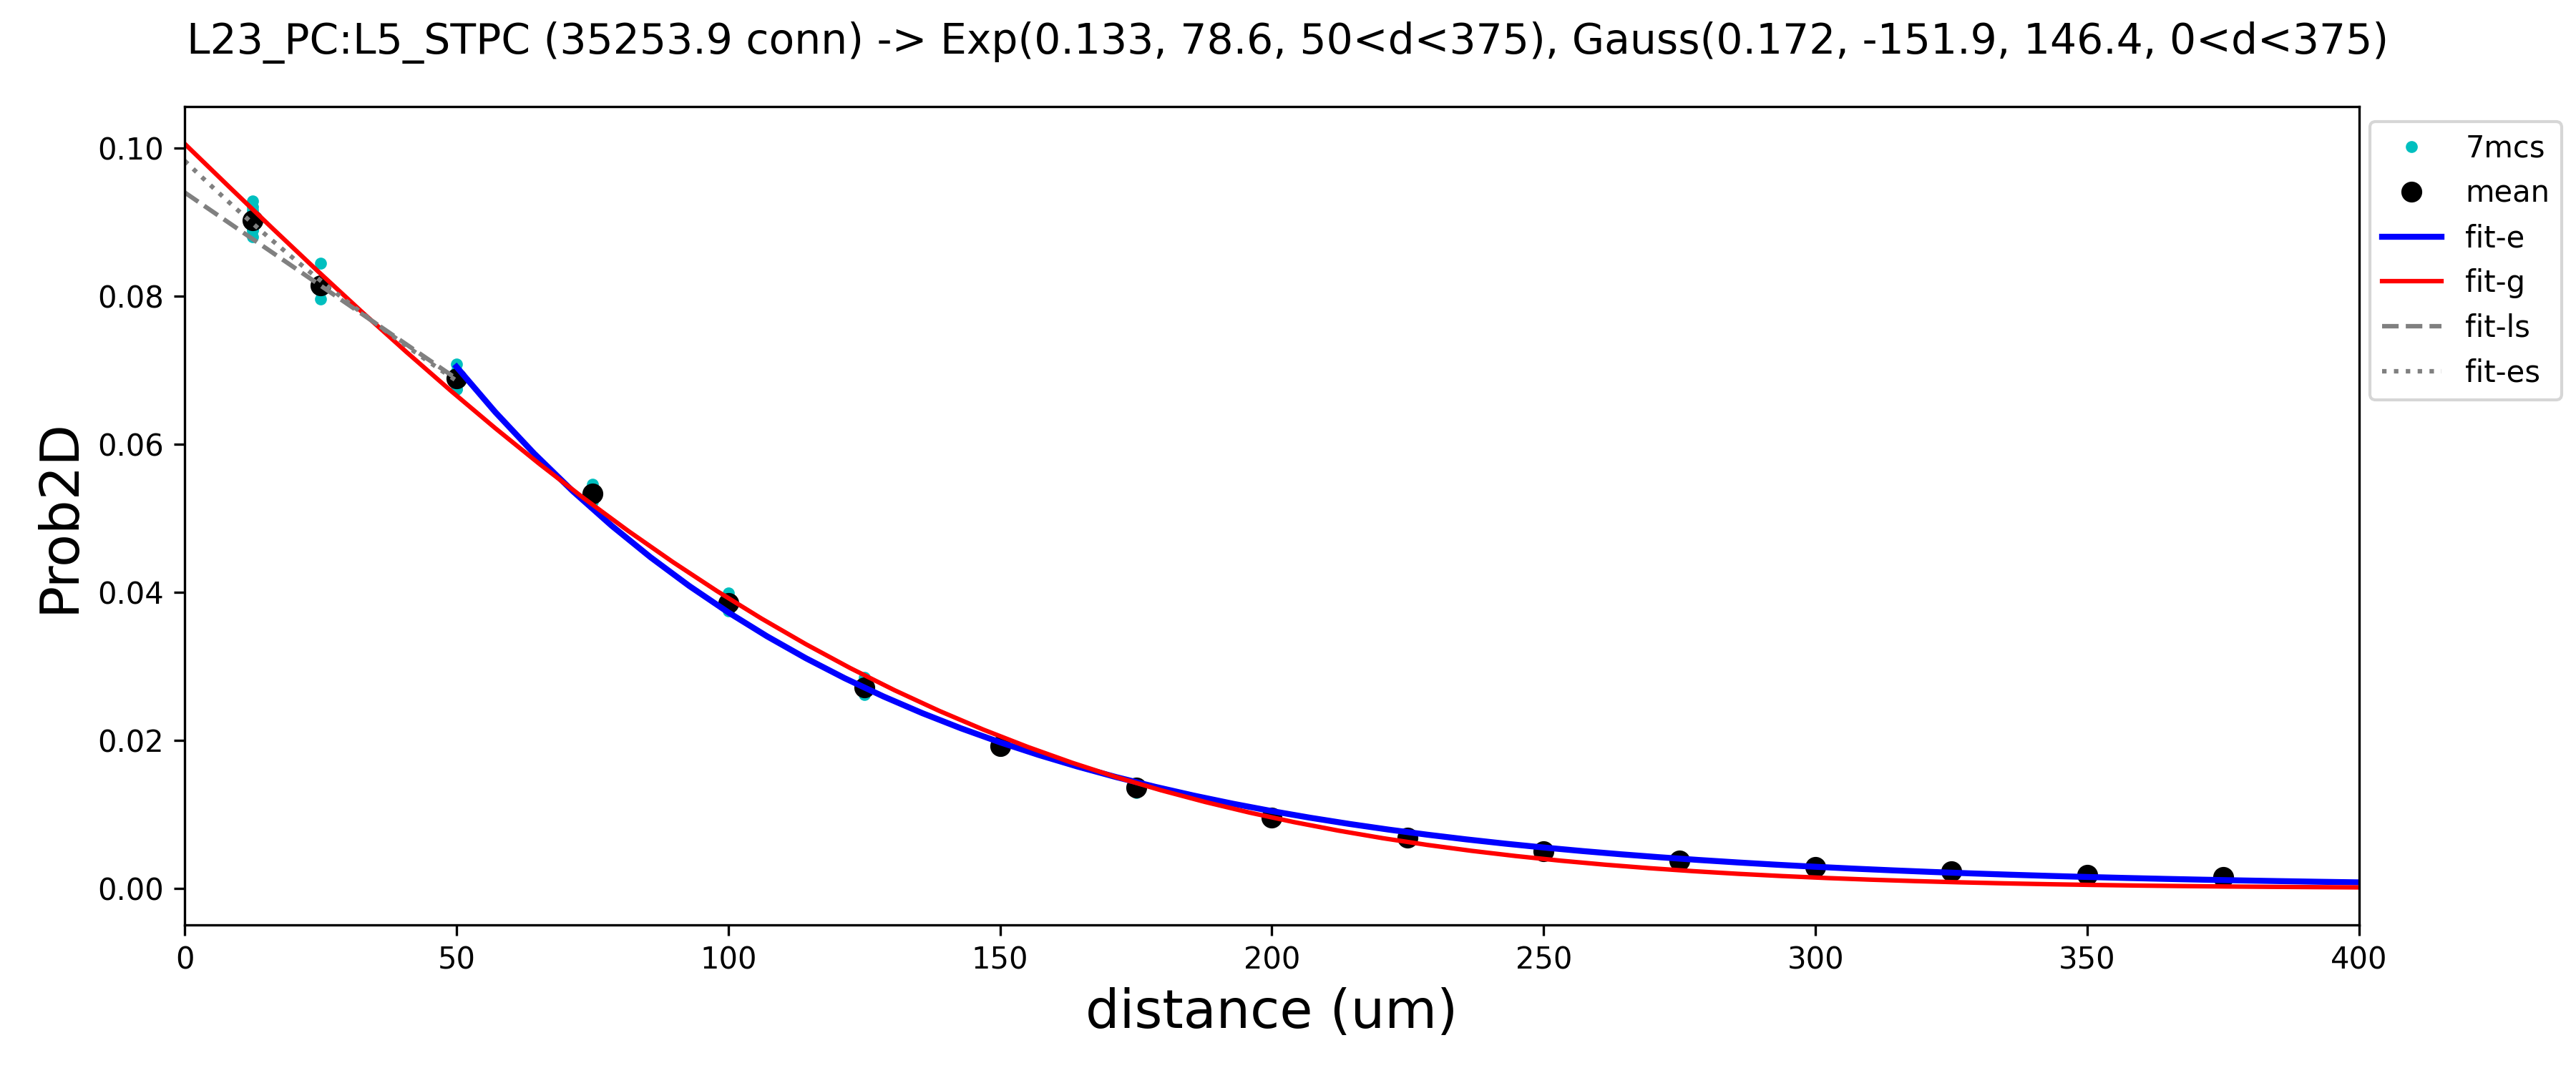 L23_PC:L5_STPC (35253.9 conn) -> Exp(0.133, 78.6, 50<d<375), Gauss(0.172, -151.9, 146.4, 0<d<375)
7mcs
mean
fit-e
fit-g
fit-ls
fit-es
Prob2D
0.10
0.08
0.06
0.04
0.02
0.00
0 50 100 150 200 250 300 350 400
distance (um)